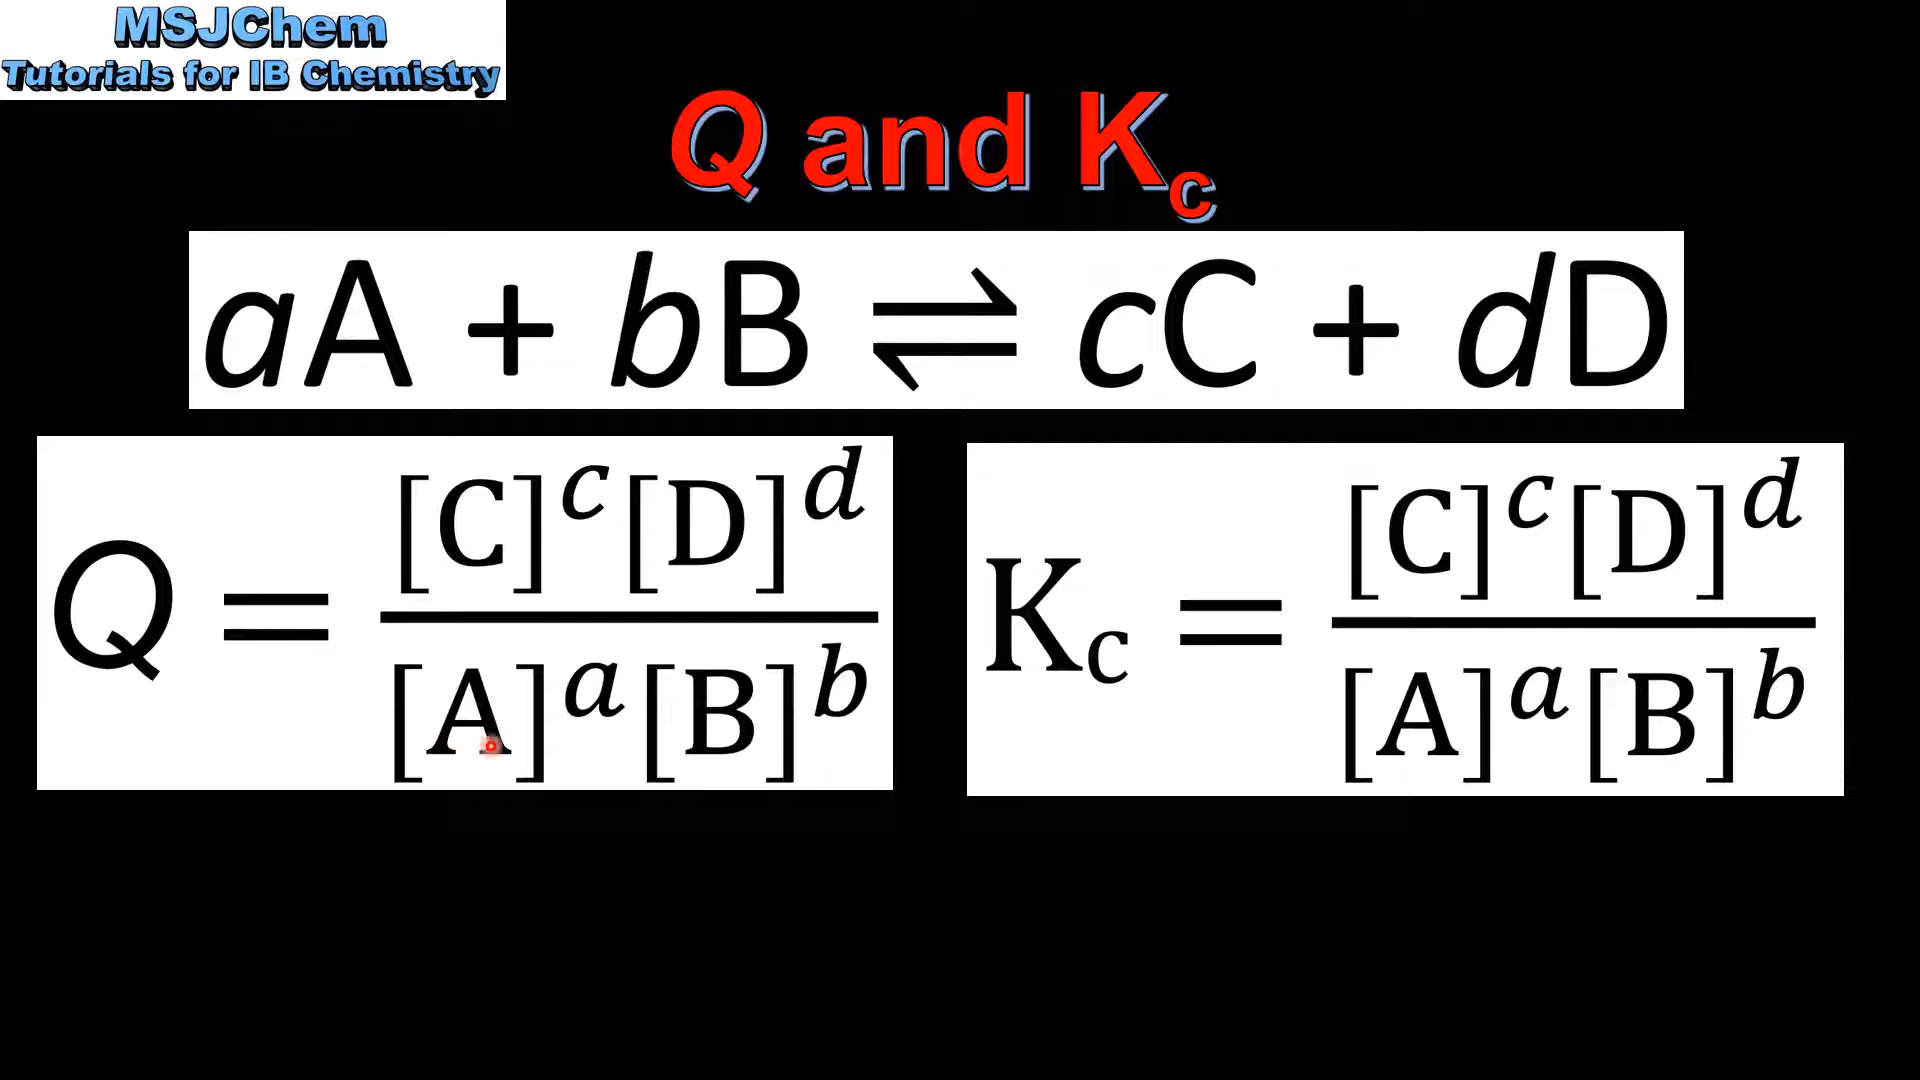 MSJChem
Tutorials for IB Chemistry
Q and Kc
aA + bB ⇌ cC + dD
Q = [C]^c[D]^d / [A]^a[B]^b
Kc = [C]^c[D]^d / [A]^a[B]^b